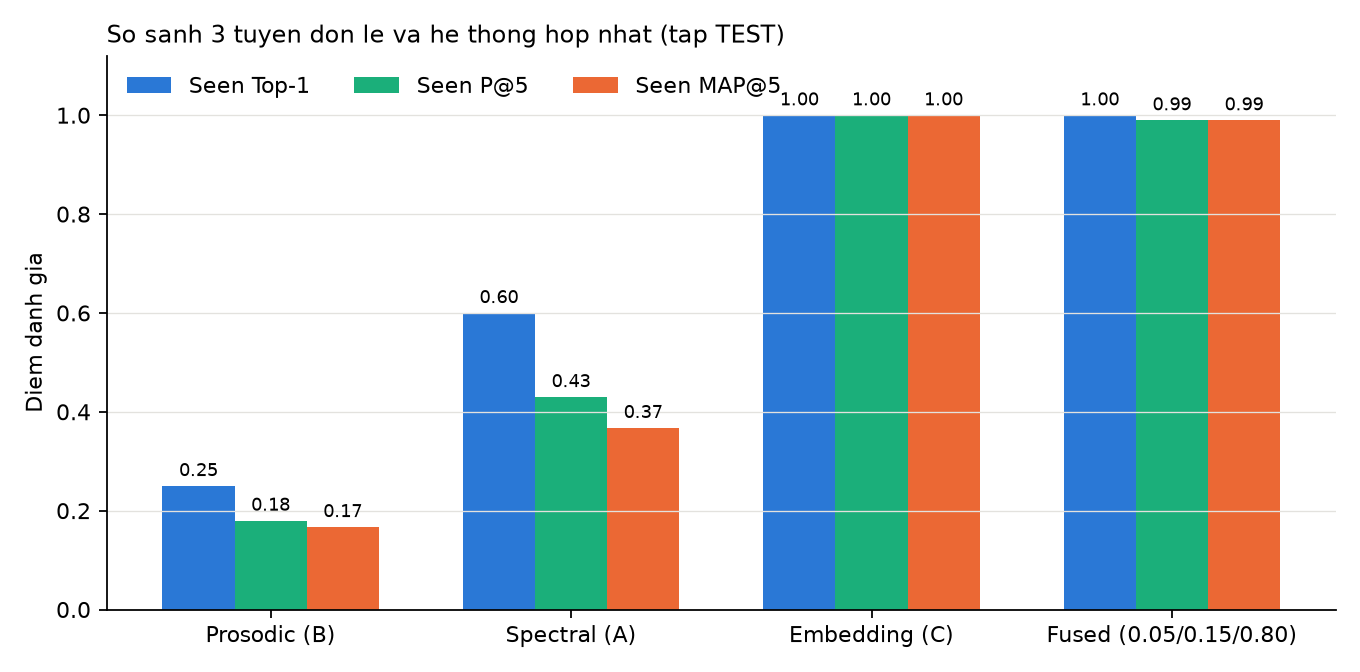 So sanh 3 tuyen don le va he thong hop nhat (tap TEST)
Seen Top-1 Seen P@5 Seen MAP@5
Diem danh gia
1.0
0.8
0.6
0.4
0.2
0.0
0.25 0.18 0.17
0.60 0.43 0.37
1.00 1.00 1.00
1.00 0.99 0.99
Prosodic (B) Spectral (A) Embedding (C) Fused (0.05/0.15/0.80)